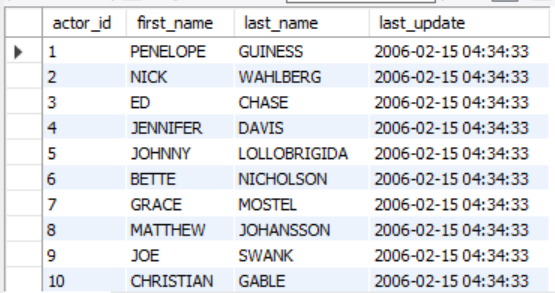 actor_id first_name last_name last_update
1 PENELOPE GUINESS 2006-02-15 04:34:33
2 NICK WAHLBERG 2006-02-15 04:34:33
3 ED CHASE 2006-02-15 04:34:33
4 JENNIFER DAVIS 2006-02-15 04:34:33
5 JOHNNY LOLLOBRIGIDA 2006-02-15 04:34:33
6 BETTE NICHOLSON 2006-02-15 04:34:33
7 GRACE MOSTEL 2006-02-15 04:34:33
8 MATTHEW JOHANSSON 2006-02-15 04:34:33
9 JOE SWANK 2006-02-15 04:34:33
10 CHRISTIAN GABLE 2006-02-15 04:34:33